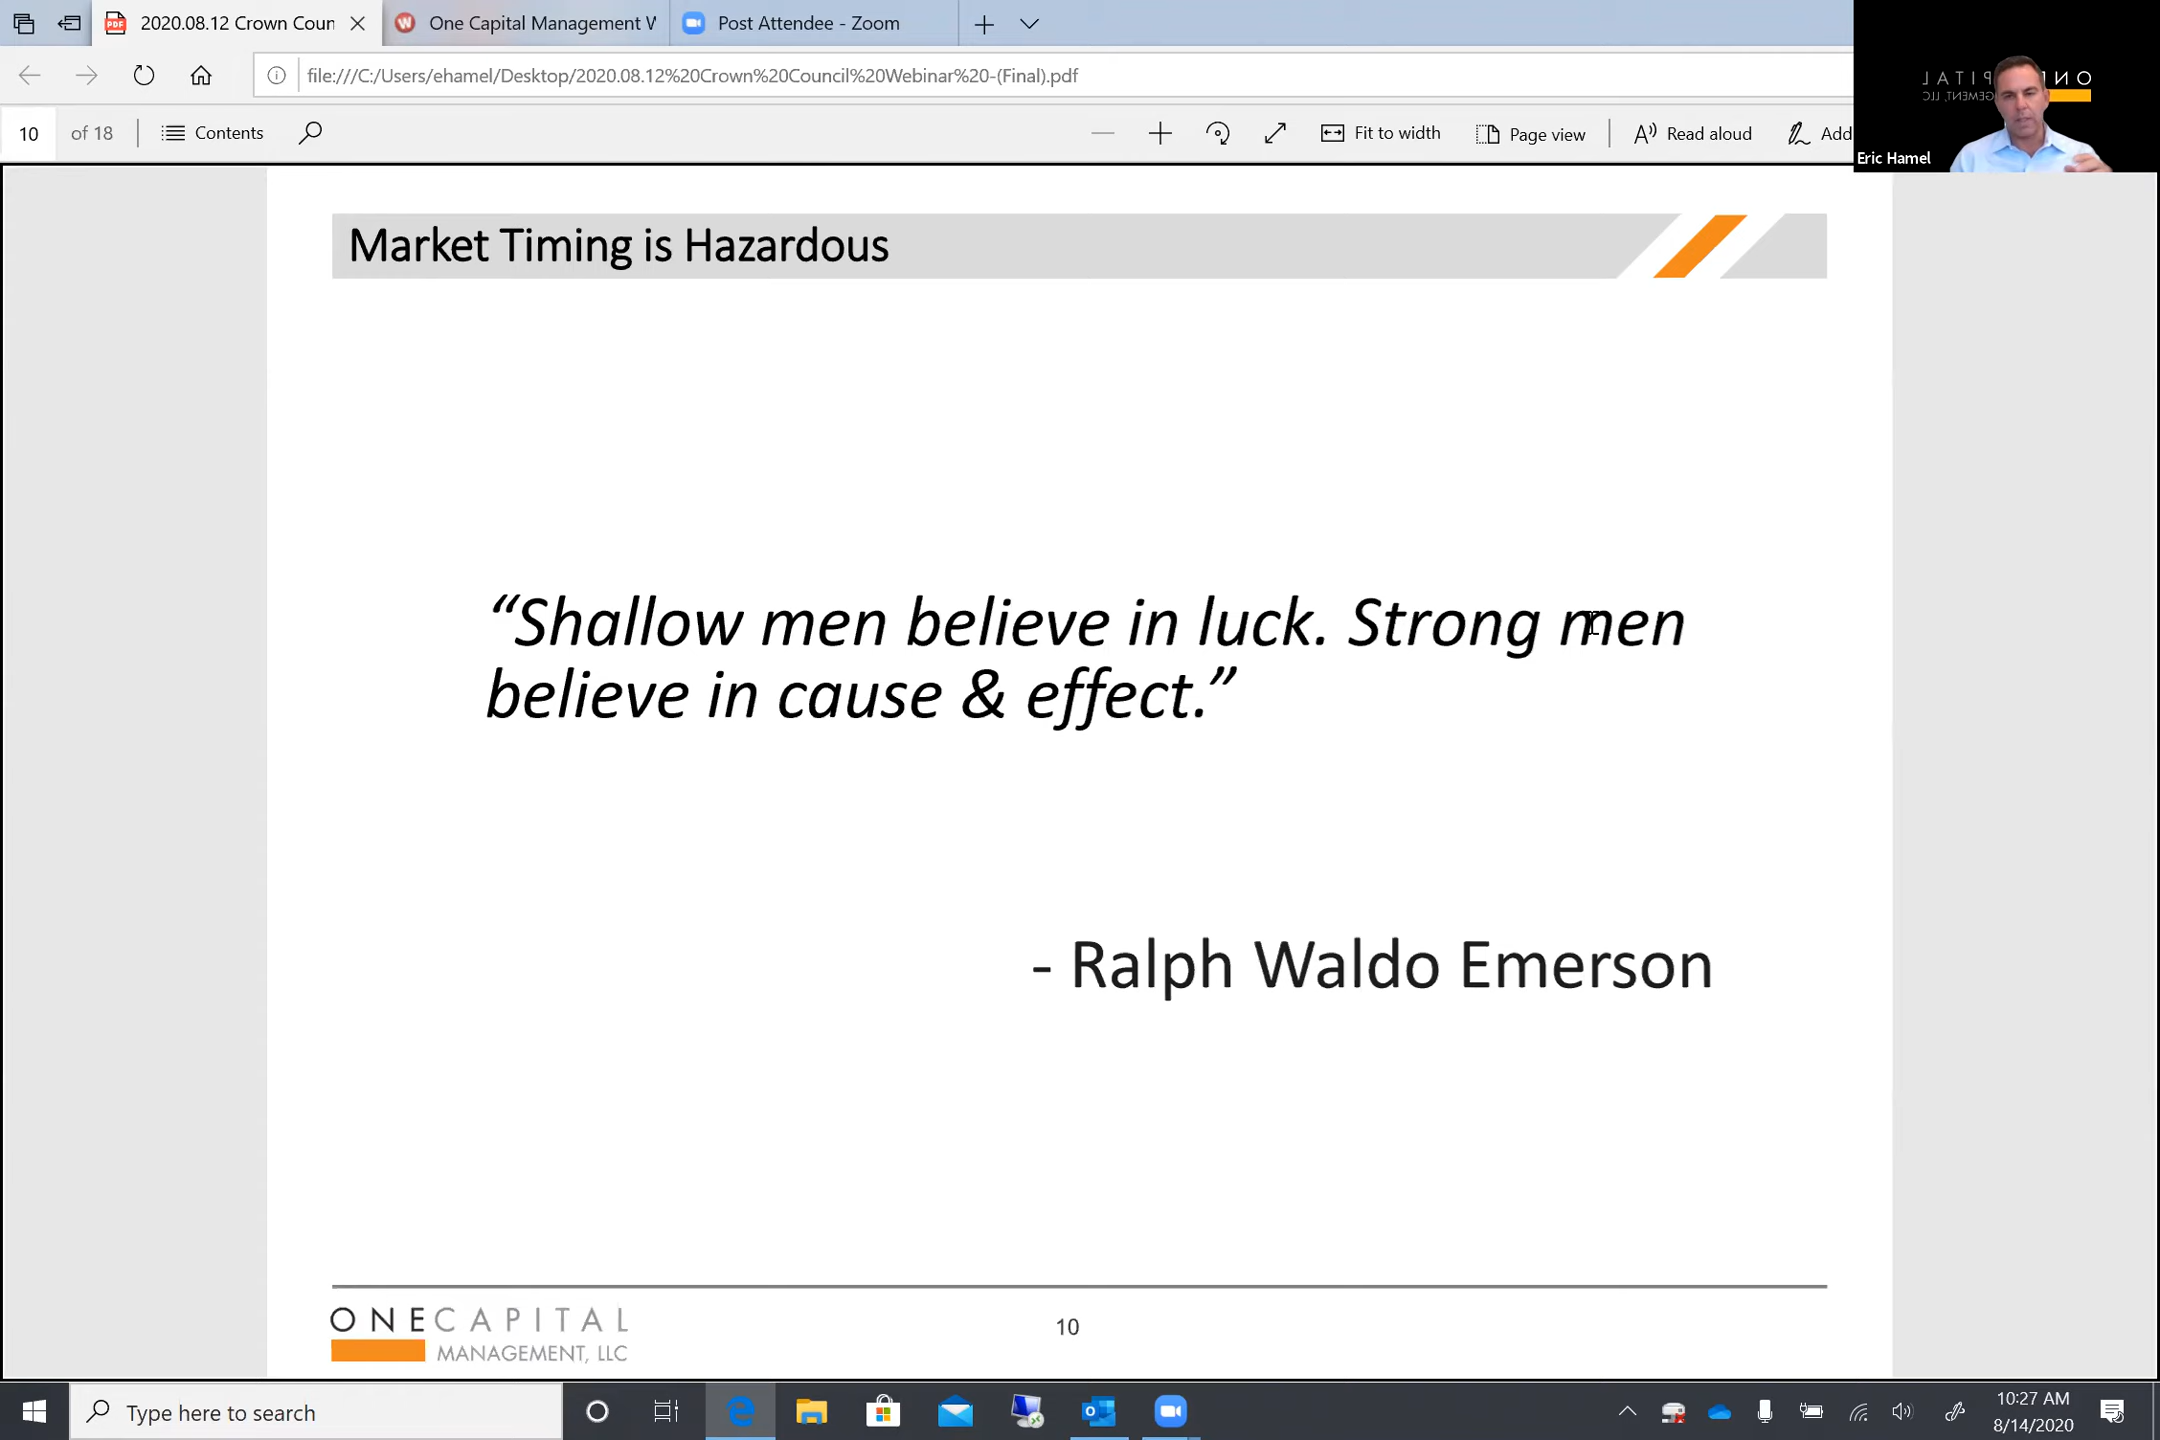 2020.08.12 Crown Coun
One Capital Management W
Post Attendee - Zoom
file:///C:/Users/ehamel/Desktop/2020.08.12%20Crown%20Council%20Webinar%20-(Final).pdf
10 of 18 Contents Fit to width Page view Read aloud Add
Eric Hamel
Market Timing is Hazardous
“Shallow men believe in luck. Strong men
believe in cause & effect.”
- Ralph Waldo Emerson
ONECAPITAL
MANAGEMENT, LLC
10
Type here to search
10:27 AM
8/14/2020